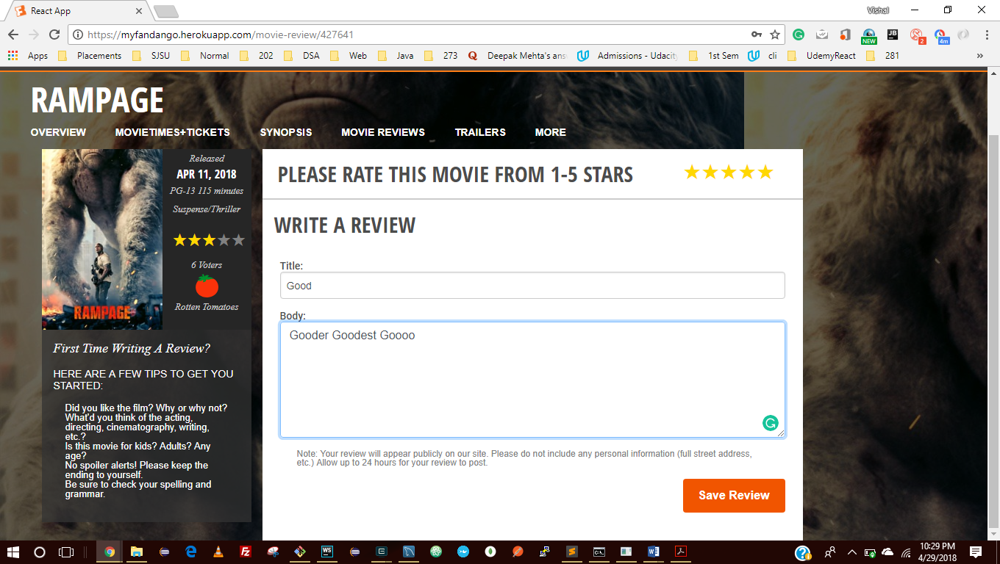 React App
Vishal
https://myfandango.herokuapp.com/movie-review/427641
NEW
JB
2
4m
Apps Placements SJSU Normal 202 DSA Web Java 273 Deepak Mehta's ans Admissions - Udacity 1st Sem cli UdemyReact 281 »
RAMPAGE
OVERVIEW MOVIETIMES+TICKETS SYNOPSIS MOVIE REVIEWS TRAILERS MORE
Released
APR 11, 2018
PG-13 115 minutes
Suspense/Thriller
6 Voters
Rotten Tomatoes
RAMPAGE
First Time Writing A Review?
HERE ARE A FEW TIPS TO GET YOU
STARTED:
Did you like the film? Why or why not?
What'd you think of the acting,
directing, cinematography, writing,
etc.?
Is this movie for kids? Adults? Any
age?
No spoiler alerts! Please keep the
ending to yourself.
Be sure to check your spelling and
grammar.
PLEASE RATE THIS MOVIE FROM 1-5 STARS
WRITE A REVIEW
Title:
Good
Body:
Gooder Goodest Goooo
Note: Your review will appear publicly on our site. Please do not include any personal information (full street address,
etc.) Allow up to 24 hours for your review to post.
Save Review
WS
10:29 PM
4/29/2018